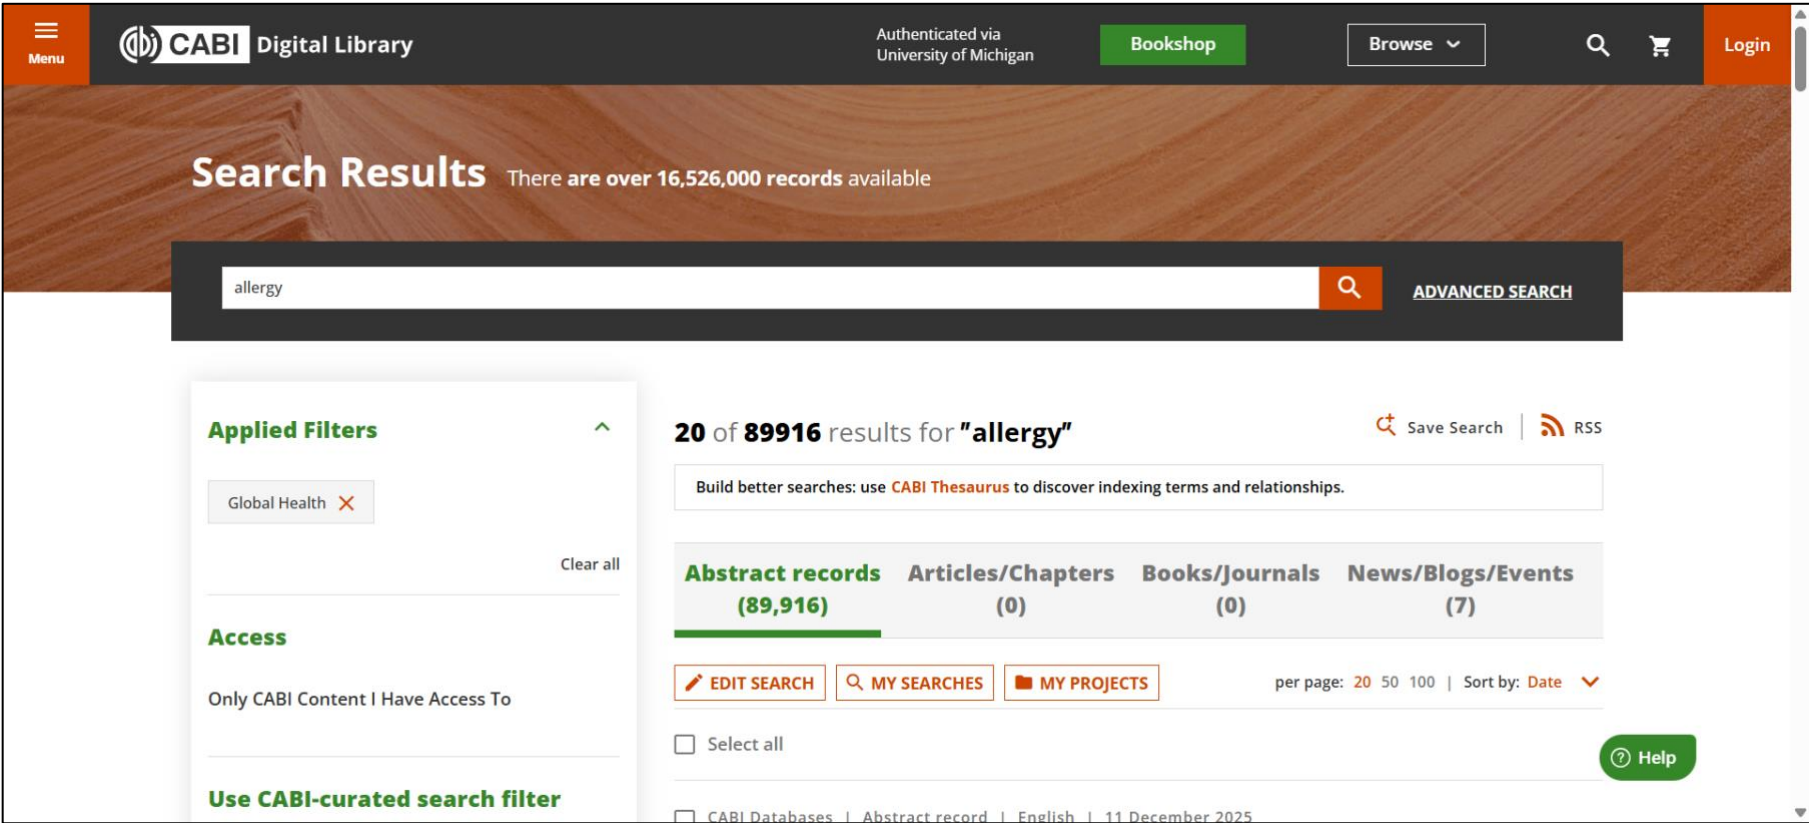 Menu
CABI Digital Library
Authenticated via
University of Michigan
Bookshop
Browse
Login
Search Results There are over 16,526,000 records available
allergy
ADVANCED SEARCH
Applied Filters
Global Health
Clear all
Access
Only CABI Content I Have Access To
Use CABI-curated search filter
20 of 89916 results for "allergy"
Save Search | RSS
Build better searches: use CABI Thesaurus to discover indexing terms and relationships.
Abstract records
(89,916)
Articles/Chapters
(0)
Books/Journals
(0)
News/Blogs/Events
(7)
EDIT SEARCH
MY SEARCHES
MY PROJECTS
per page: 20 50 100 | Sort by: Date
Select all
Help
CABI Databases | Abstract record | English | 11 December 2025